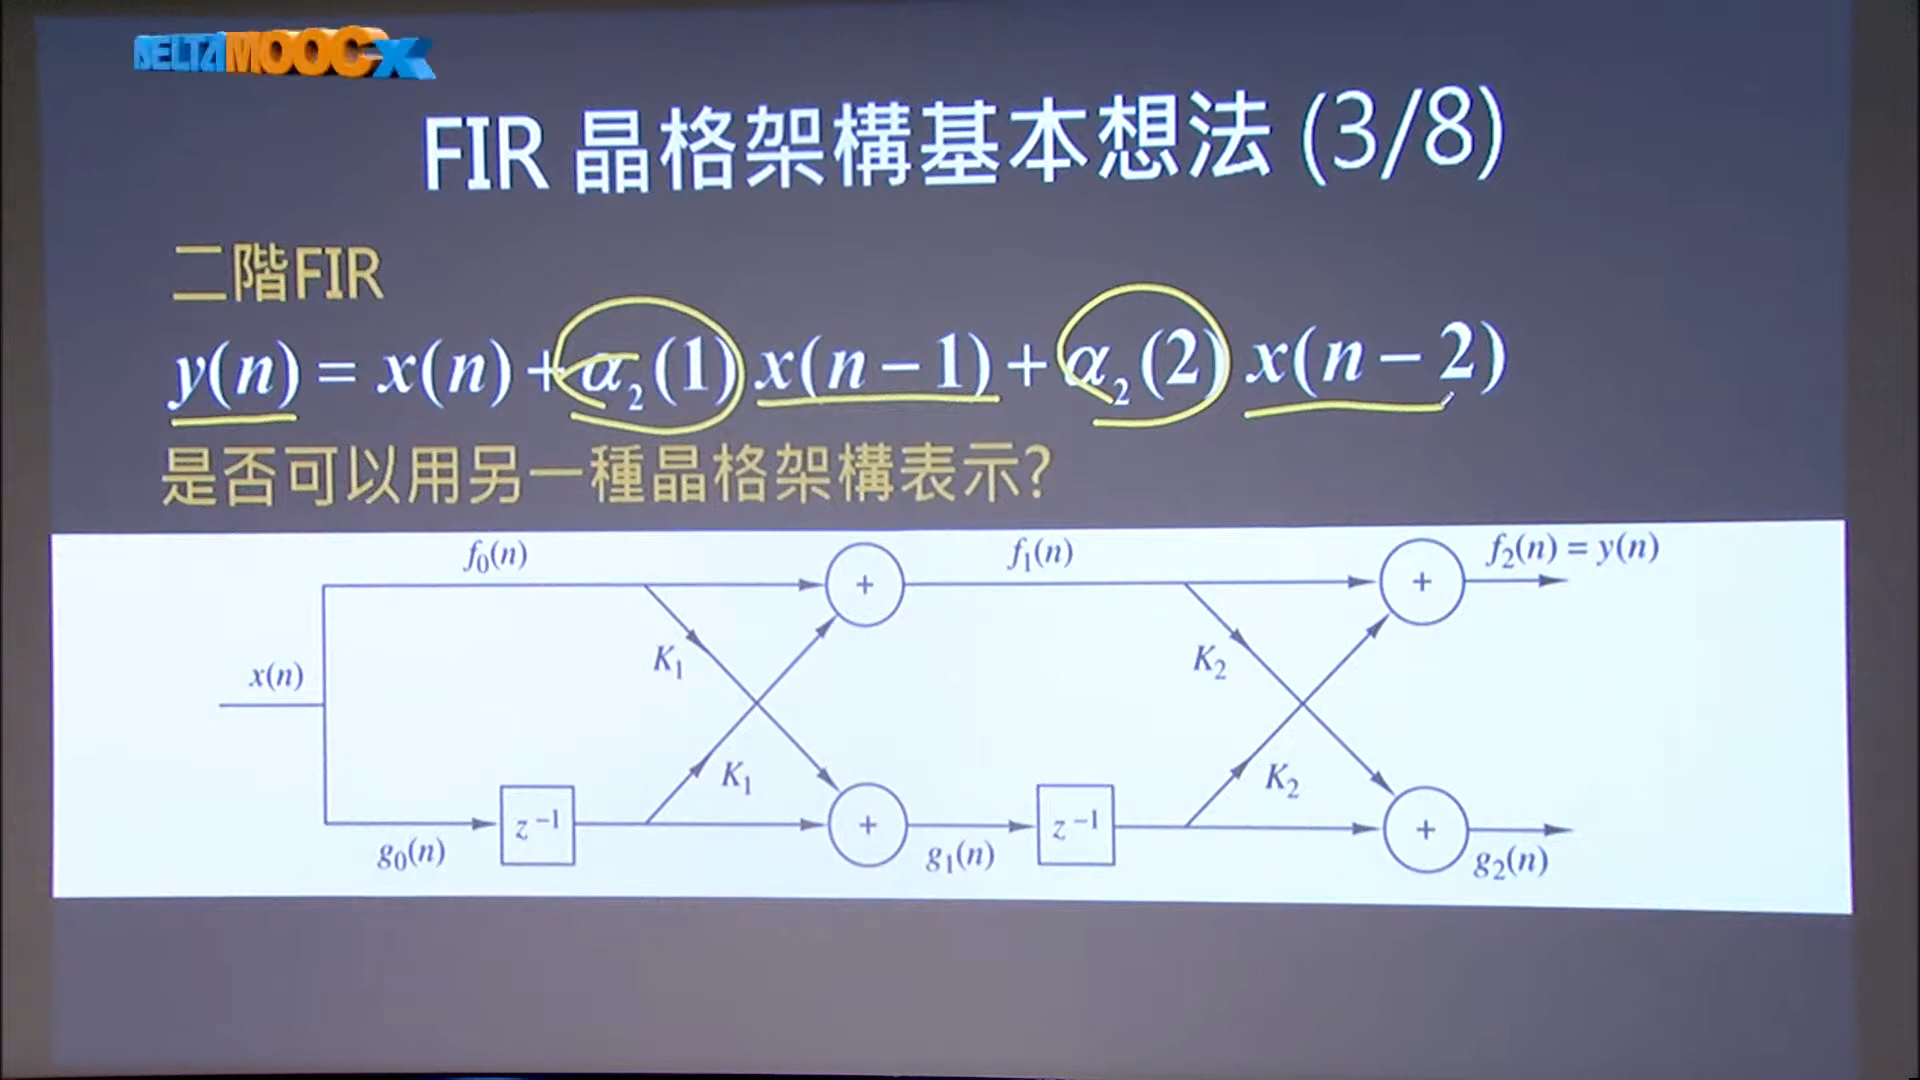 DELTA MOOCX
FIR 晶格架構基本想法 (3/8)
二階FIR
y(n) = x(n) + α₂(1) x(n−1) + α₂(2) x(n−2)
是否可以用另一種晶格架構表示?
f₀(n) f₁(n) f₂(n) = y(n)
+ +
K₁ K₂
x(n)
K₁ K₂
z⁻¹ + z⁻¹ +
g₀(n) g₁(n) g₂(n)